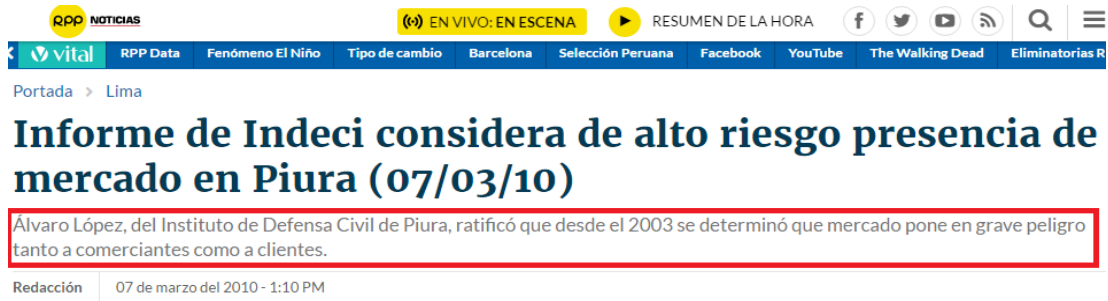 RPP NOTICIAS
EN VIVO: EN ESCENA
RESUMEN DE LA HORA
vital RPP Data Fenómeno El Niño Tipo de cambio Barcelona Selección Peruana Facebook YouTube The Walking Dead Eliminatorias R
Portada > Lima
Informe de Indeci considera de alto riesgo presencia de
mercado en Piura (07/03/10)
Álvaro López, del Instituto de Defensa Civil de Piura, ratificó que desde el 2003 se determinó que mercado pone en grave peligro
tanto a comerciantes como a clientes.
Redacción 07 de marzo del 2010 - 1:10 PM